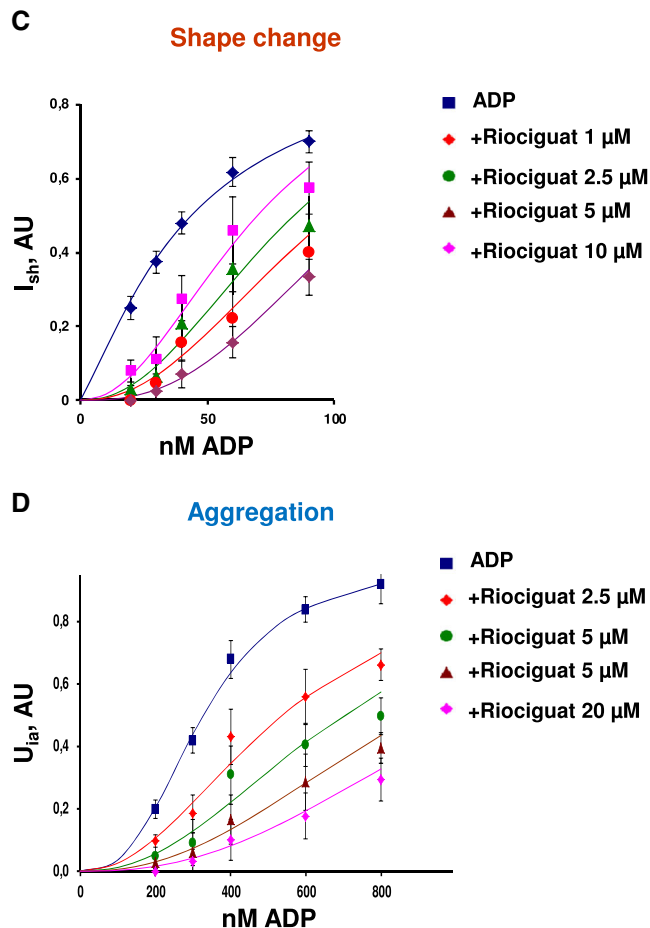 C
Shape change
0,8
0,6
0,4
0,2
0
0 50 100
I_sh, AU
nM ADP
ADP
+Riociguat 1 µM
+Riociguat 2.5 µM
+Riociguat 5 µM
+Riociguat 10 µM
D
Aggregation
0,8
0,6
0,4
0,2
0,0
0 200 400 600 800
U_ia, AU
nM ADP
ADP
+Riociguat 2.5 µM
+Riociguat 5 µM
+Riociguat 5 µM
+Riociguat 20 µM